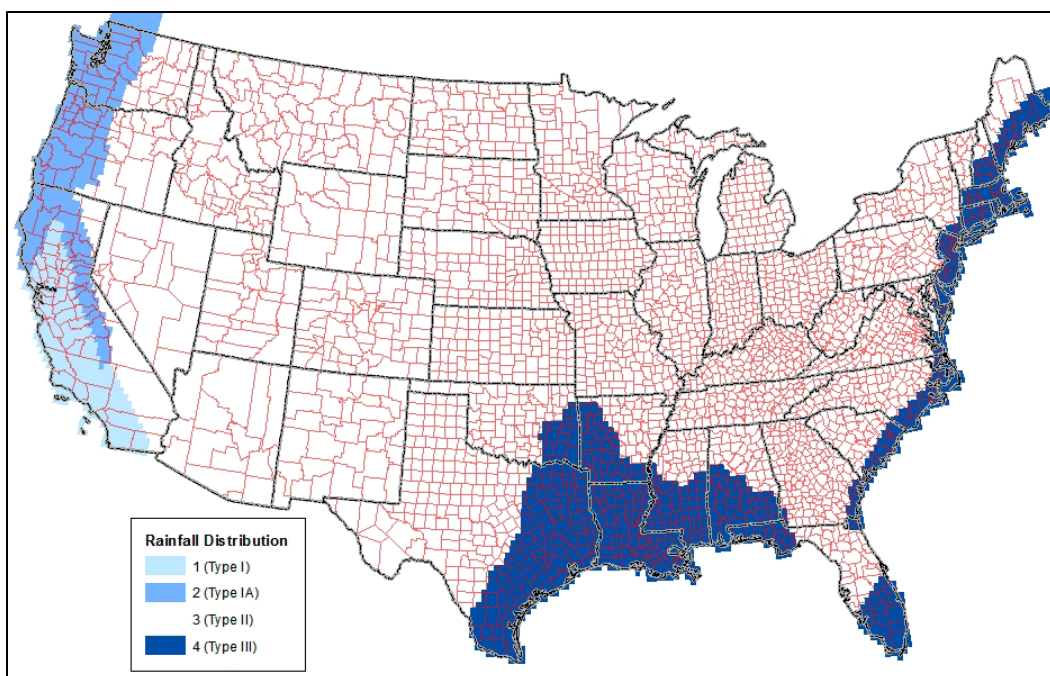 Rainfall Distribution
1 (Type I)
2 (Type IA)
3 (Type II)
4 (Type III)